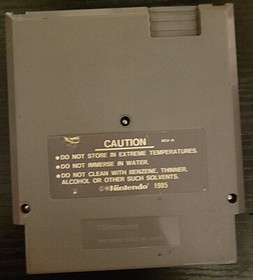 CAUTION REV-A
• DO NOT STORE IN EXTREME TEMPERATURES.
• DO NOT IMMERSE IN WATER.
• DO NOT CLEAN WITH BENZENE, THINNER,
ALCOHOL OR OTHER SUCH SOLVENTS.
©®Nintendo 1985